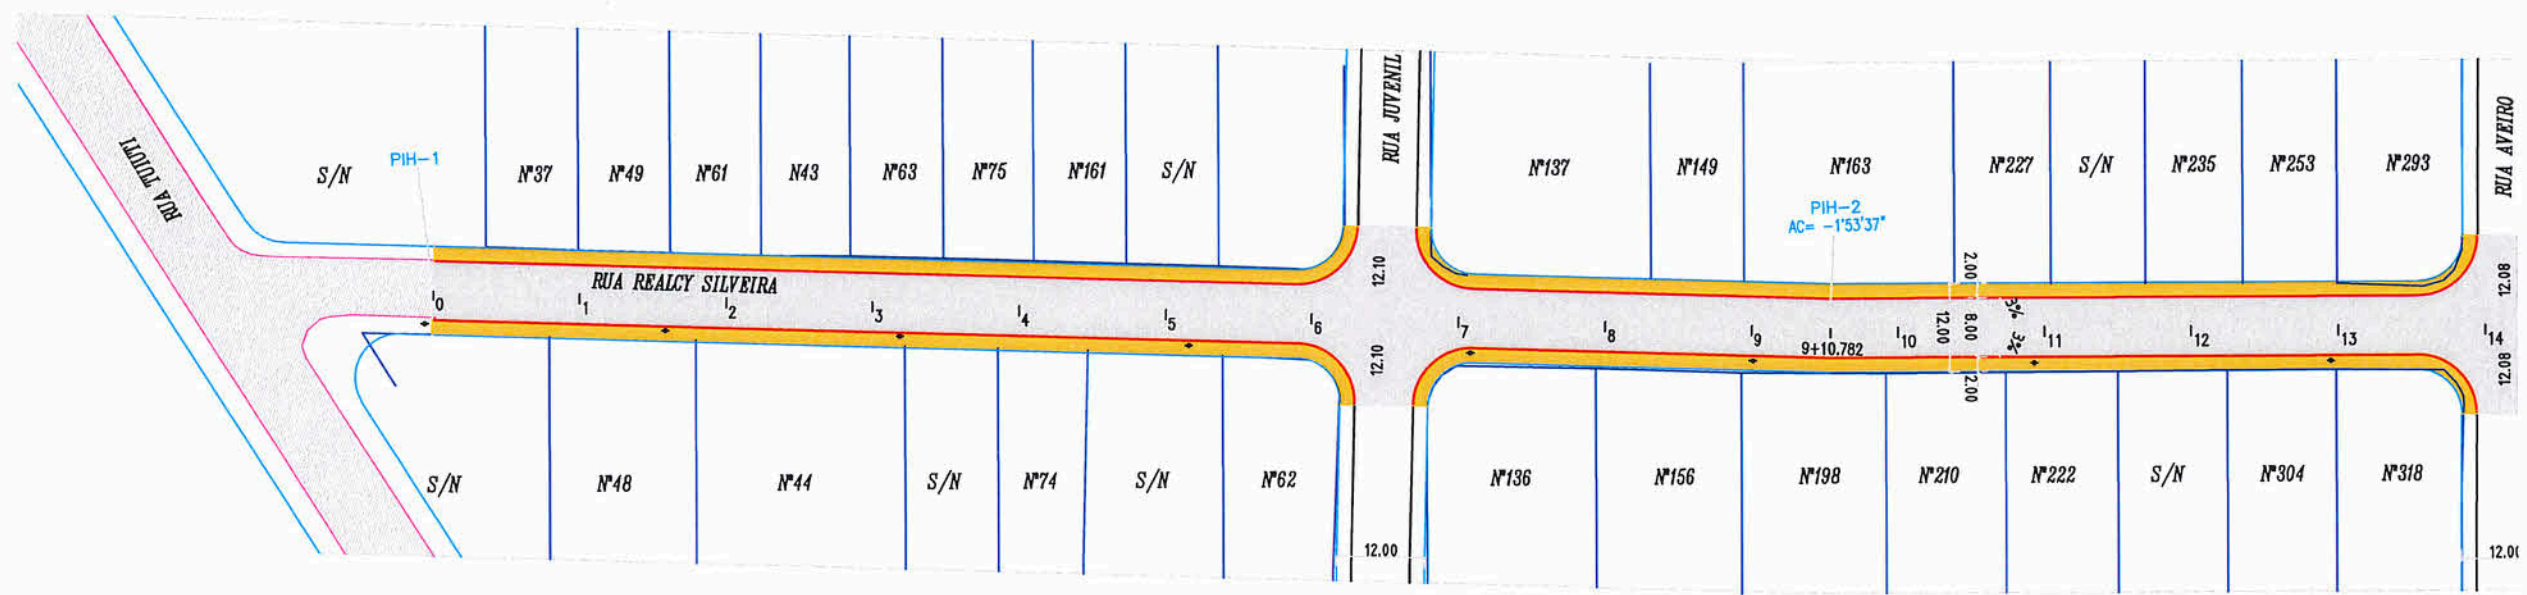 RUA TUIUTI
S/N
PIH-1
Nº37
Nº49
Nº61
N43
Nº63
Nº75
Nº161
S/N
RUA JUVENIL
Nº137
Nº149
Nº163
Nº227
S/N
Nº235
Nº253
Nº293
RUA AVEIRO
PIH-2
AC= -1°53'37"
RUA REALCY SILVEIRA
12.10
2.00
12.08
0
1
2
3
4
5
6
7
8
9
10
11
12
13
14
12.00
8.00
3%
3%
9+10.782
12.10
2.00
12.08
S/N
Nº48
Nº44
S/N
Nº74
S/N
Nº62
Nº136
Nº156
Nº198
Nº210
Nº222
S/N
Nº304
Nº318
12.00
12.00